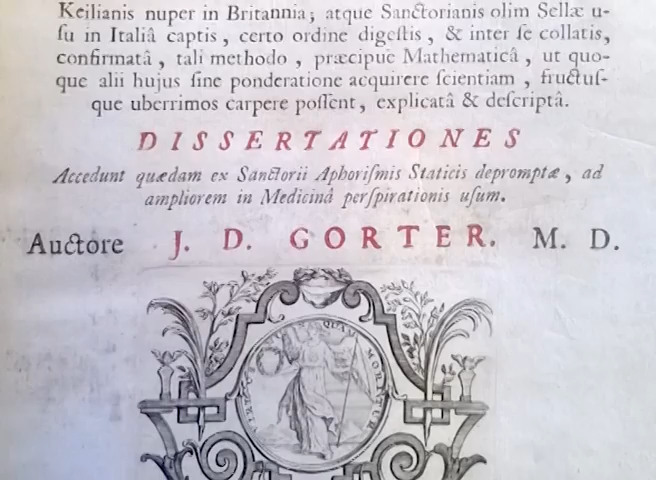 Keilianis nuper in Britannia; atque Sanctorianis olim Sellæ u-
ſu in Italiâ captis, certo ordine digeſtis, & inter ſe collatis,
confirmatâ, tali methodo, præcipue Mathematicâ, ut quo-
que alii hujus ſine ponderatione acquirere ſcientiam, fructuſ-
que uberrimos carpere poſſent, explicatâ & deſcriptâ.
DISSERTATIONES
Accedunt quædam ex Sanctorii Aphoriſmis Staticis depromptæ, ad
ampliorem in Medicinâ perſpirationis uſum.
Auctore J. D. GORTER. M. D.